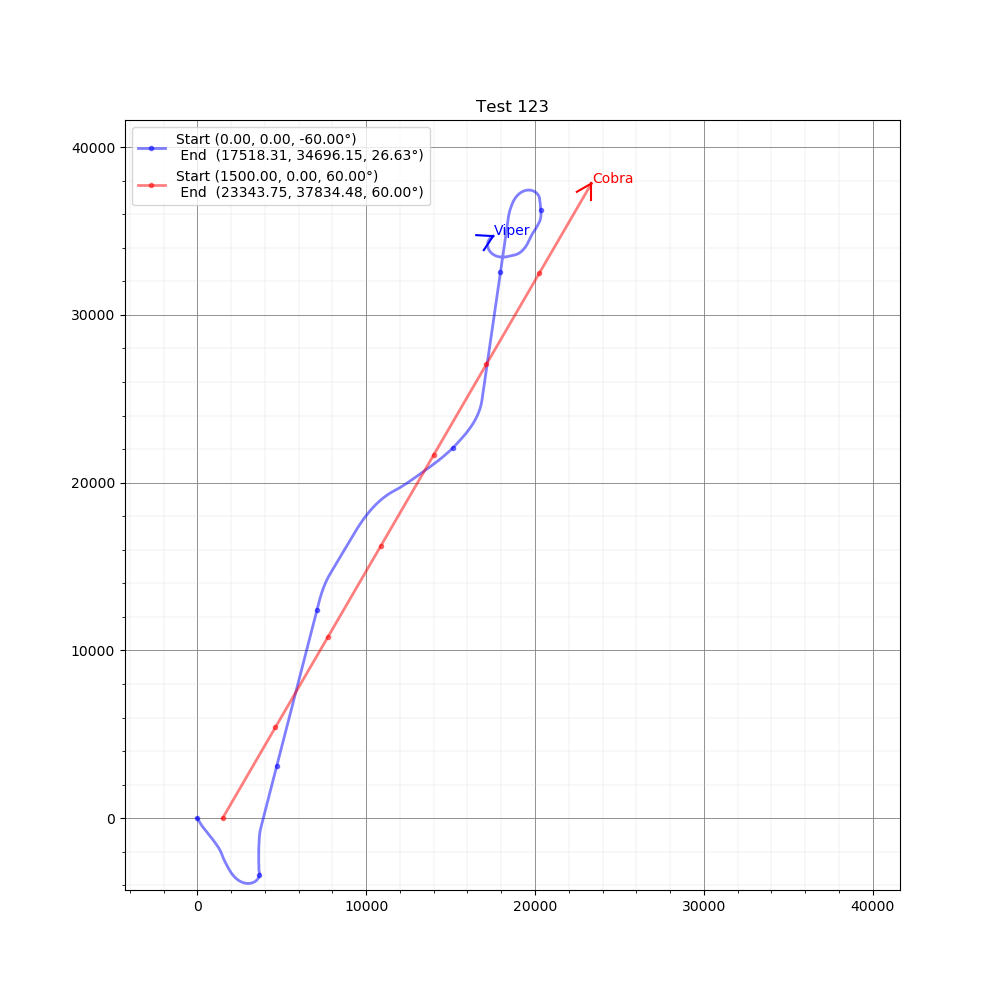 Test 123
Start (0.00, 0.00, -60.00°)
End  (17518.31, 34696.15, 26.63°)
Start (1500.00, 0.00, 60.00°)
End  (23343.75, 37834.48, 60.00°)
Cobra
Viper
40000
30000
20000
10000
0
0 10000 20000 30000 40000